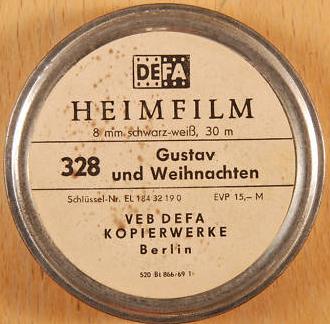 DEFA
HEIMFILM
8 mm schwarz-weiß, 30 m
328 Gustav
und Weihnachten
Schlüssel-Nr. EL 184 32 19 0 EVP 15,– M
VEB DEFA
KOPIERWERKE
Berlin
520 Bt 866/69 1